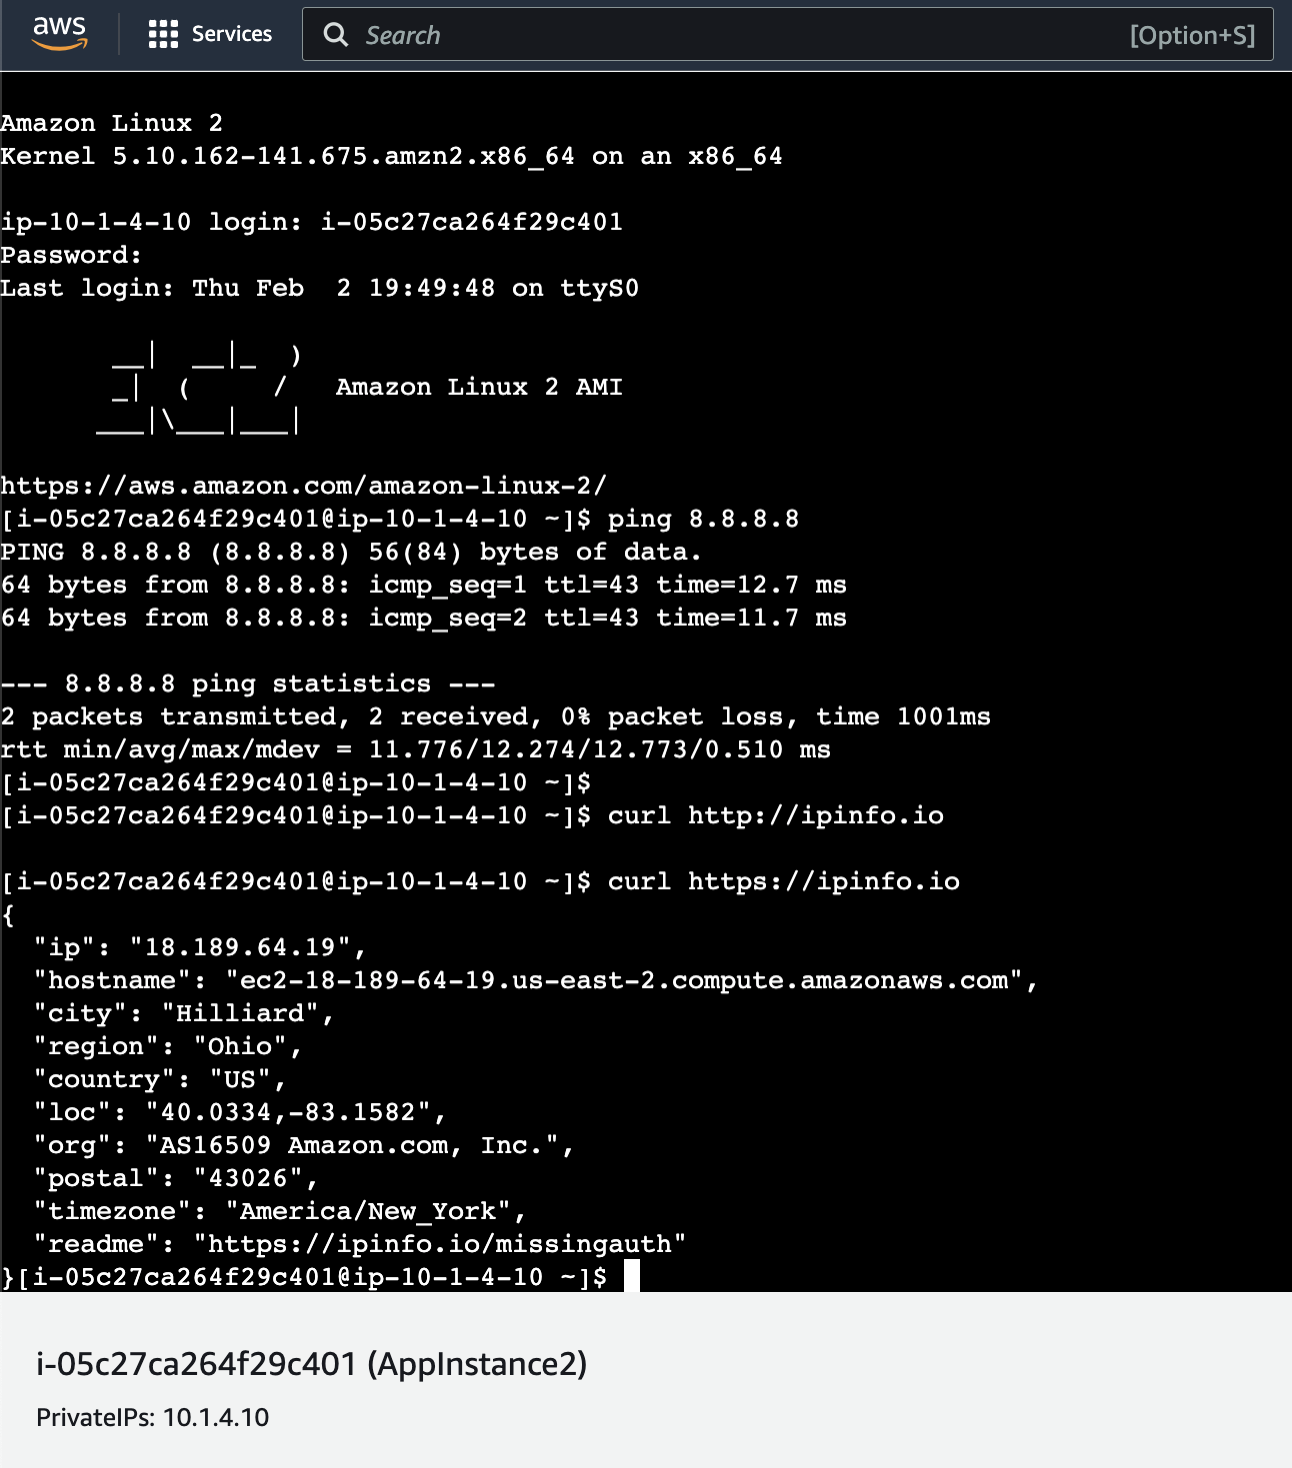 aws
Services
Search
[Option+S]
Amazon Linux 2
Kernel 5.10.162-141.675.amzn2.x86_64 on an x86_64
ip-10-1-4-10 login: i-05c27ca264f29c401
Password:
Last login: Thu Feb  2 19:49:48 on ttyS0
       __|  __|_  )
       _|  (     /   Amazon Linux 2 AMI
      ___|\___|___|
https://aws.amazon.com/amazon-linux-2/
[i-05c27ca264f29c401@ip-10-1-4-10 ~]$ ping 8.8.8.8
PING 8.8.8.8 (8.8.8.8) 56(84) bytes of data.
64 bytes from 8.8.8.8: icmp_seq=1 ttl=43 time=12.7 ms
64 bytes from 8.8.8.8: icmp_seq=2 ttl=43 time=11.7 ms
--- 8.8.8.8 ping statistics ---
2 packets transmitted, 2 received, 0% packet loss, time 1001ms
rtt min/avg/max/mdev = 11.776/12.274/12.773/0.510 ms
[i-05c27ca264f29c401@ip-10-1-4-10 ~]$
[i-05c27ca264f29c401@ip-10-1-4-10 ~]$ curl http://ipinfo.io
[i-05c27ca264f29c401@ip-10-1-4-10 ~]$ curl https://ipinfo.io
{
  "ip": "18.189.64.19",
  "hostname": "ec2-18-189-64-19.us-east-2.compute.amazonaws.com",
  "city": "Hilliard",
  "region": "Ohio",
  "country": "US",
  "loc": "40.0334,-83.1582",
  "org": "AS16509 Amazon.com, Inc.",
  "postal": "43026",
  "timezone": "America/New_York",
  "readme": "https://ipinfo.io/missingauth"
}[i-05c27ca264f29c401@ip-10-1-4-10 ~]$
i-05c27ca264f29c401 (AppInstance2)
PrivateIPs: 10.1.4.10